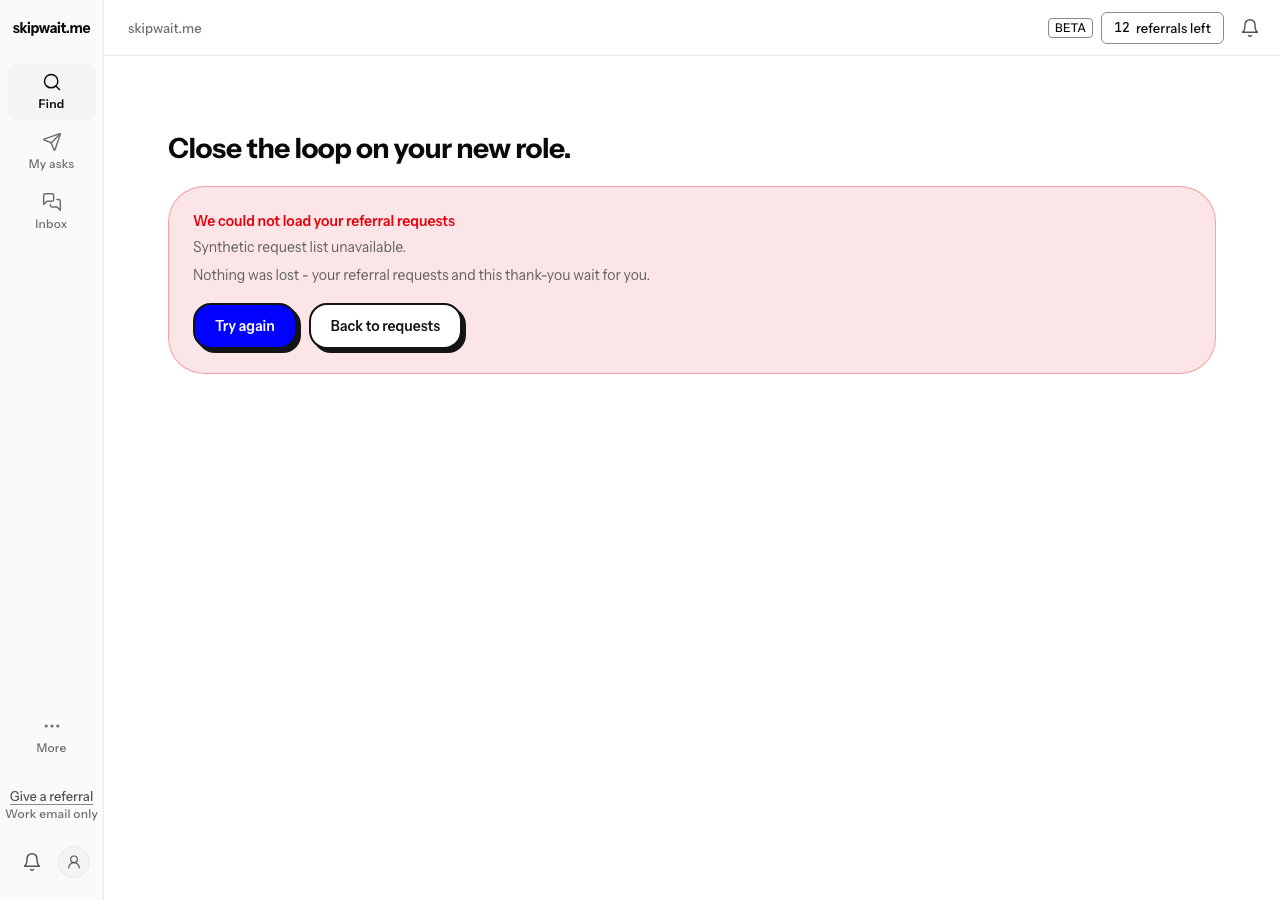 skipwait.me
skipwait.me
BETA
12 referrals left
Find
My asks
Inbox
Close the loop on your new role.
We could not load your referral requests
Synthetic request list unavailable.
Nothing was lost - your referral requests and this thank-you wait for you.
Try again
Back to requests
More
Give a referral
Work email only